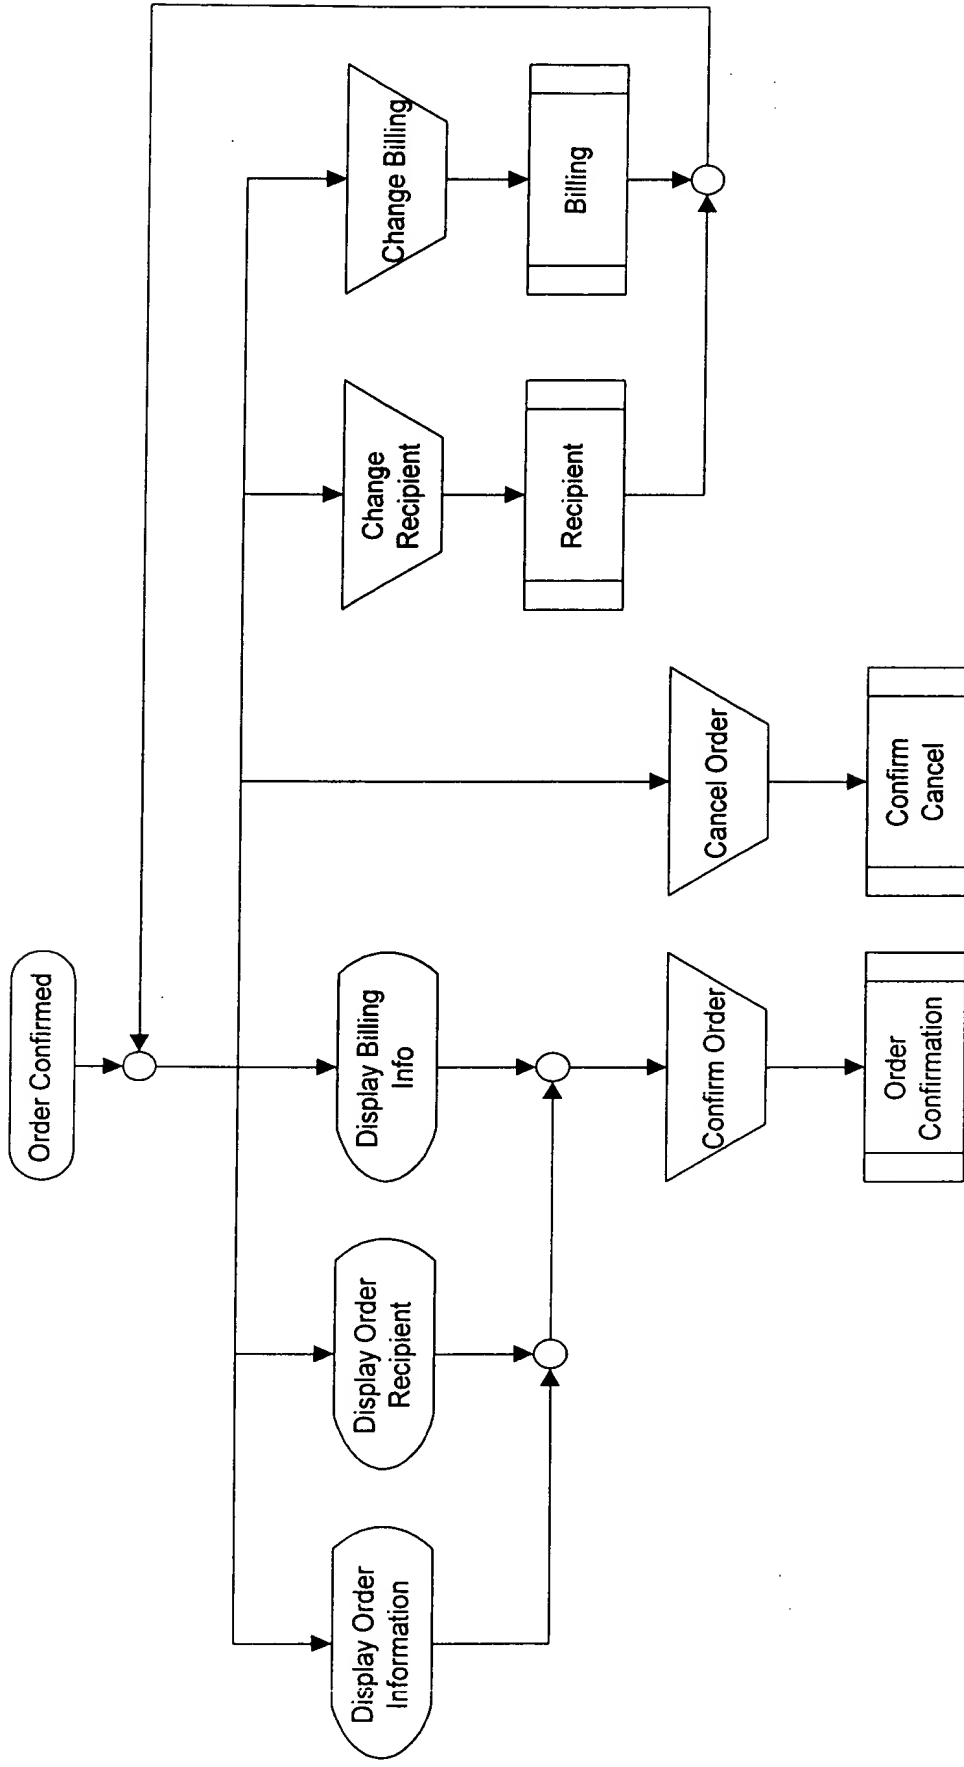 Order Confirmed
Display Order
Information
Display Order
Recipient
Display Billing
Info
Change
Recipient
Change Billing
Recipient
Billing
Confirm Order
Cancel Order
Order
Confirmation
Confirm
Cancel